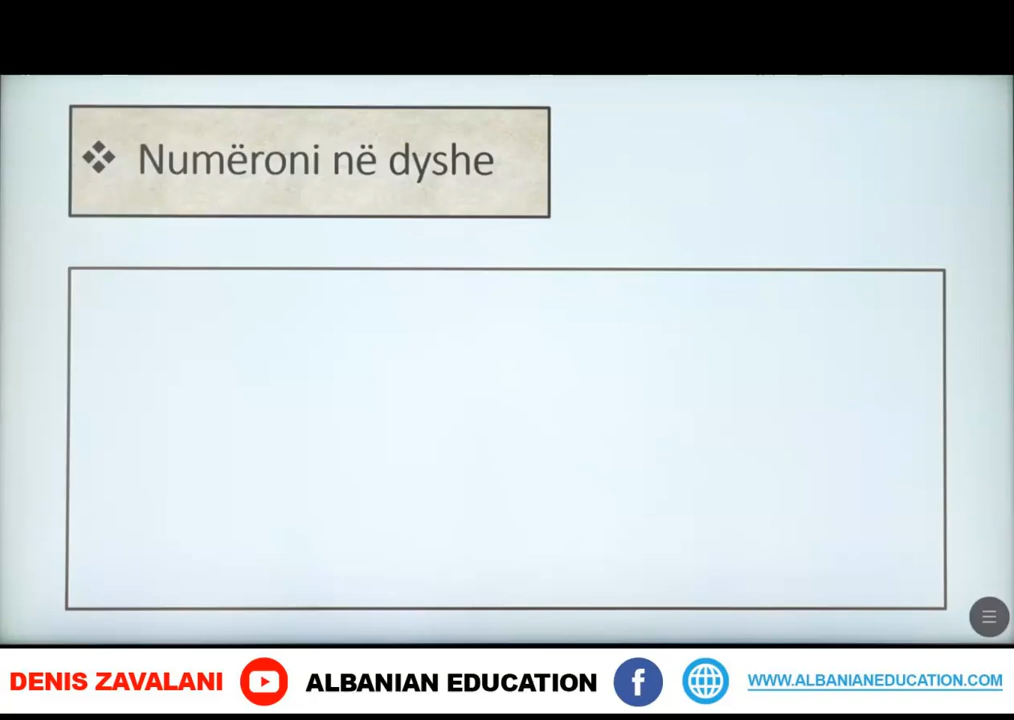 ❖ Numëroni në dyshe
DENIS ZAVALANI
ALBANIAN EDUCATION
WWW.ALBANIANEDUCATION.COM